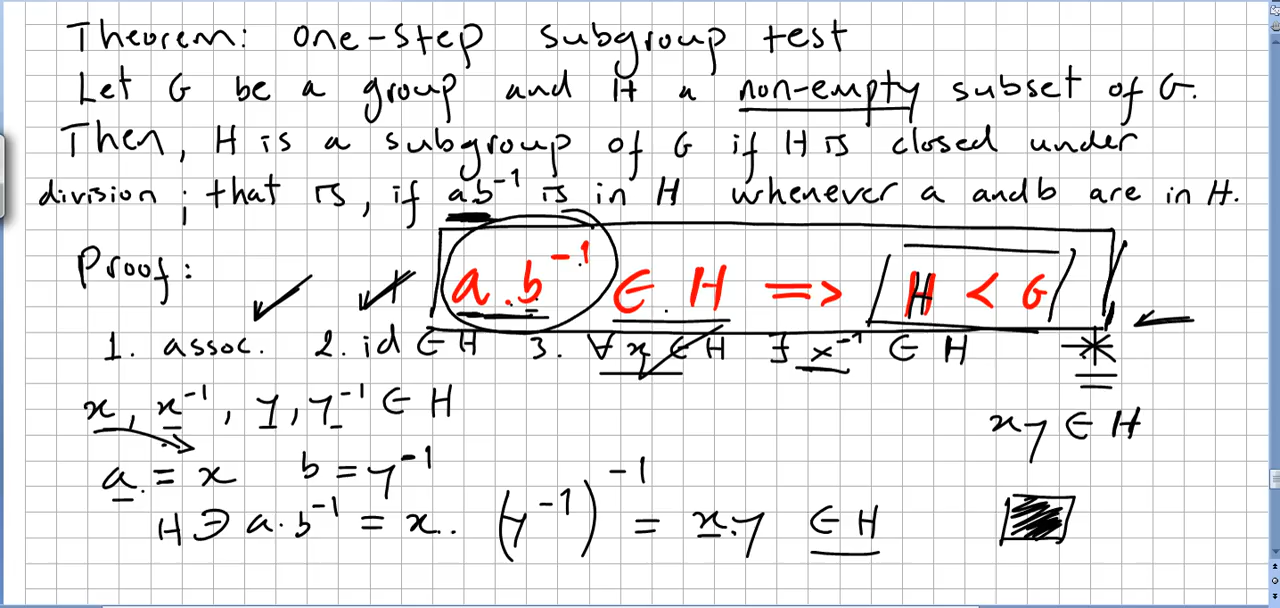 Theorem: one-step subgroup test
Let G be a group and H a non-empty subset of G.
Then, H is a subgroup of G if H is closed under
division; that is, if ab⁻¹ is in H whenever a and b are in H.
Proof: a.b⁻¹ ∈ H => H < G
1. assoc. 2. id ∈ H 3. ∀ x ∈ H ∃ x⁻¹ ∈ H *
x, x⁻¹, y, y⁻¹ ∈ H xy ∈ H
a = x b = y⁻¹
H ∋ a.b⁻¹ = x.(y⁻¹)⁻¹ = x.y ∈ H